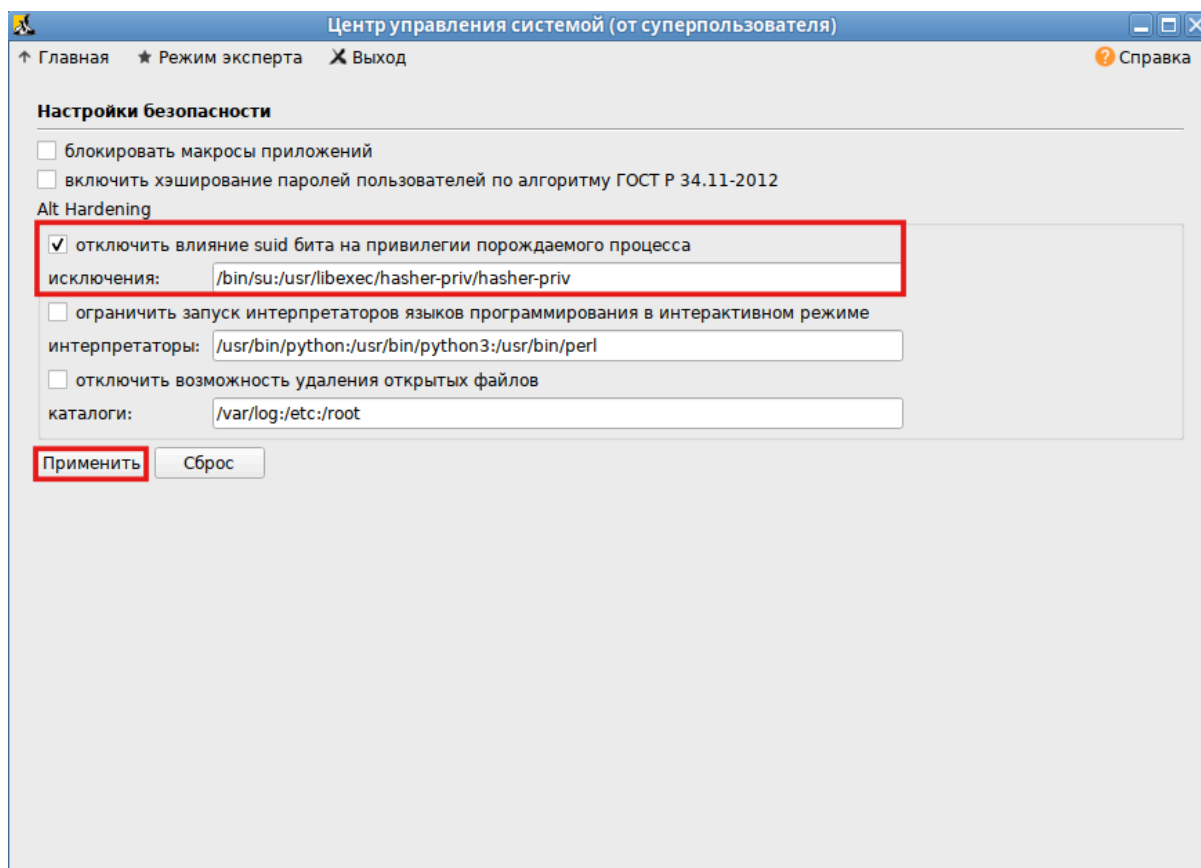 Центр управления системой (от суперпользователя)
Главная Режим эксперта Выход Справка
Настройки безопасности
блокировать макросы приложений
включить хэширование паролей пользователей по алгоритму ГОСТ Р 34.11-2012
Alt Hardening
отключить влияние suid бита на привилегии порождаемого процесса
исключения: /bin/su:/usr/libexec/hasher-priv/hasher-priv
ограничить запуск интерпретаторов языков программирования в интерактивном режиме
интерпретаторы: /usr/bin/python:/usr/bin/python3:/usr/bin/perl
отключить возможность удаления открытых файлов
каталоги: /var/log:/etc:/root
Применить Сброс